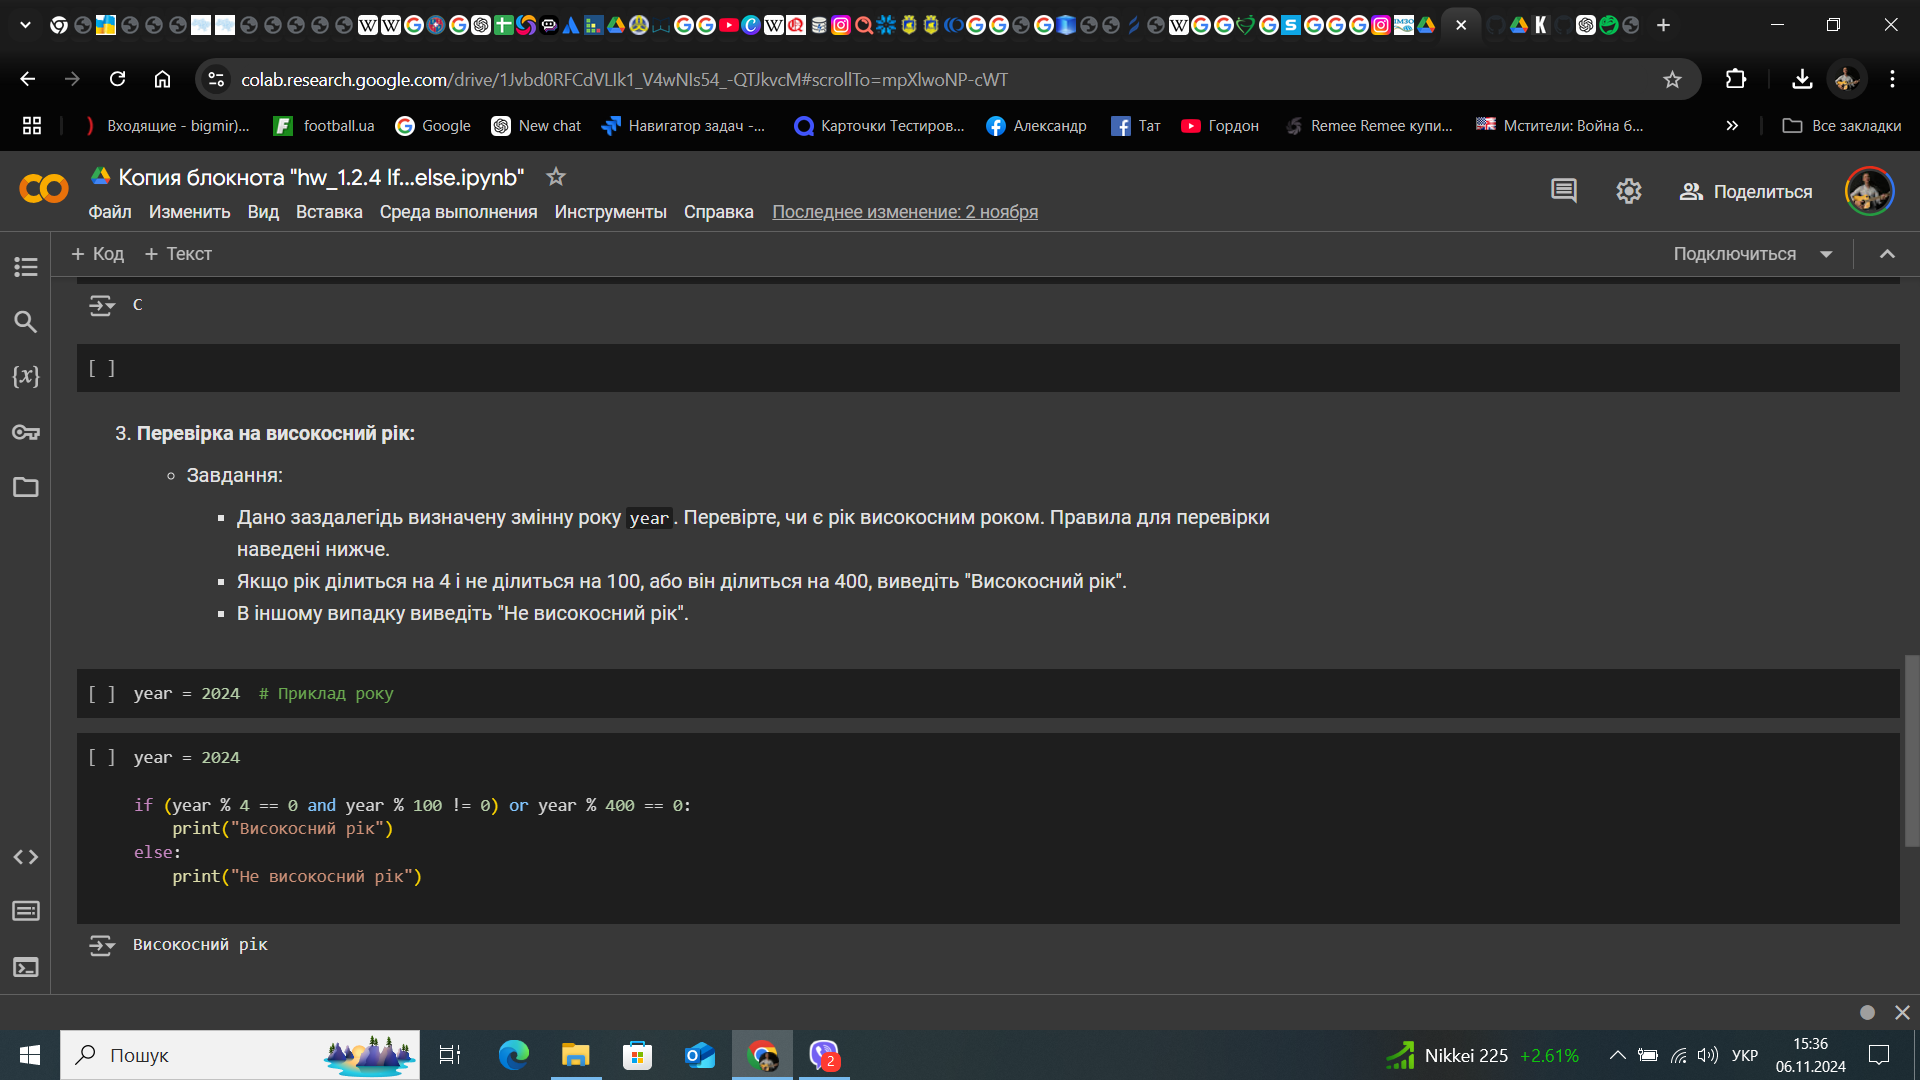 colab.research.google.com/drive/1Jvbd0RFCdVLIk1_V4wNIs54_-QTJkvcM#scrollTo=mpXlwoNP-cWT
Входящие - bigmir)... football.ua Google New chat Навигатор задач -... Карточки Тестиров... Александр Тат Гордон Remee Remee купи... Мстители: Война б... » Все закладки
Копия блокнота "hw_1.2.4 If...else.ipynb"
Файл Изменить Вид Вставка Среда выполнения Инструменты Справка Последнее изменение: 2 ноября
Поделиться
+ Код + Текст
Подключиться
C
[ ]
3. Перевірка на високосний рік:
Завдання:
Дано заздалегідь визначену змінну року year. Перевірте, чи є рік високосним роком. Правила для перевірки
наведені нижче.
Якщо рік ділиться на 4 і не ділиться на 100, або він ділиться на 400, виведіть "Високосний рік".
В іншому випадку виведіть "Не високосний рік".
[ ] year = 2024 # Приклад року
[ ] year = 2024
if (year % 4 == 0 and year % 100 != 0) or year % 400 == 0:
print("Високосний рік")
else:
print("Не високосний рік")
Високосний рік
Пошук
2
Nikkei 225 +2.61%
УКР
15:36
06.11.2024